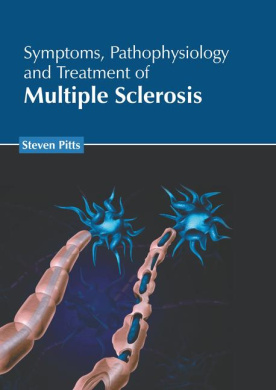 Symptoms, Pathophysiology
and Treatment of
Multiple Sclerosis
Steven Pitts